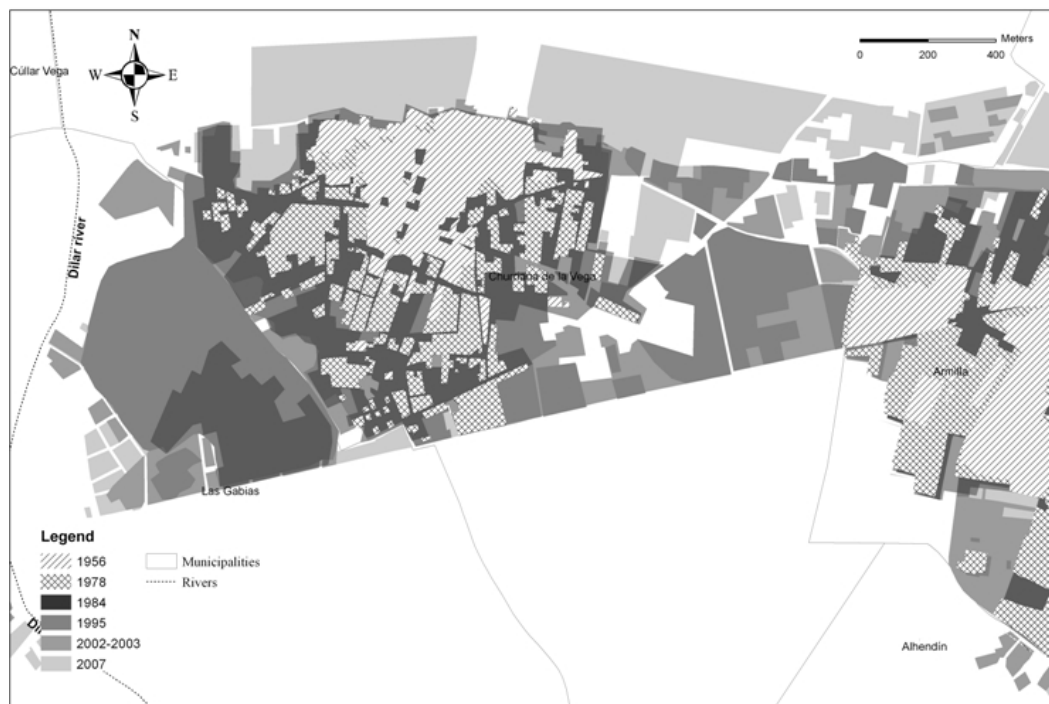 N
W E
S
Meters
0 200 400
Cúllar Vega
Dilar river
Churriana de la Vega
Armilla
Las Gabias
Alhendín
Legend
1956
1978
1984
1995
2002-2003
2007
Municipalities
Rivers